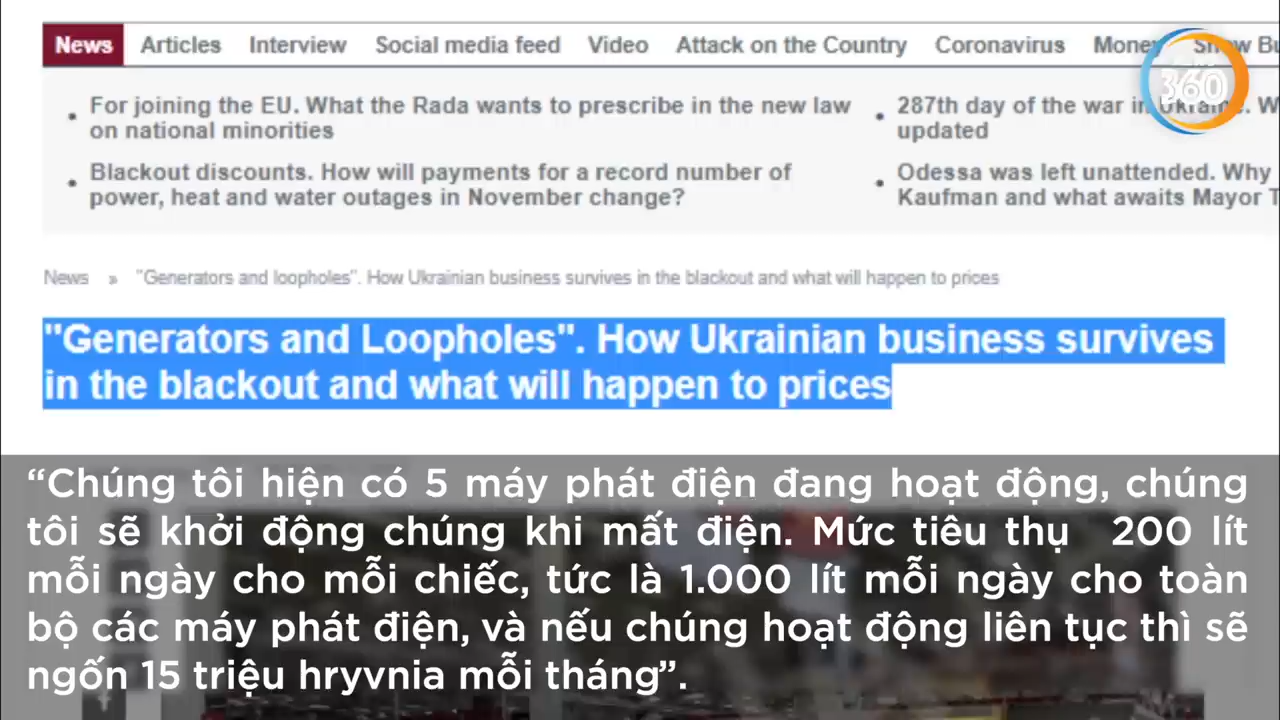 News Articles Interview Social media feed Video Attack on the Country Coronavirus Money Show
360
For joining the EU. What the Rada wants to prescribe in the new law
on national minorities
287th day of the war in Ukraine.
updated
Blackout discounts. How will payments for a record number of
power, heat and water outages in November change?
Odessa was left unattended. Why
Kaufman and what awaits Mayor T
News » "Generators and loopholes". How Ukrainian business survives in the blackout and what will happen to prices
"Generators and Loopholes". How Ukrainian business survives
in the blackout and what will happen to prices
“Chúng tôi hiện có 5 máy phát điện đang hoạt động, chúng
tôi sẽ khởi động chúng khi mất điện. Mức tiêu thụ 200 lít
mỗi ngày cho mỗi chiếc, tức là 1.000 lít mỗi ngày cho toàn
bộ các máy phát điện, và nếu chúng hoạt động liên tục thì sẽ
ngốn 15 triệu hryvnia mỗi tháng”.